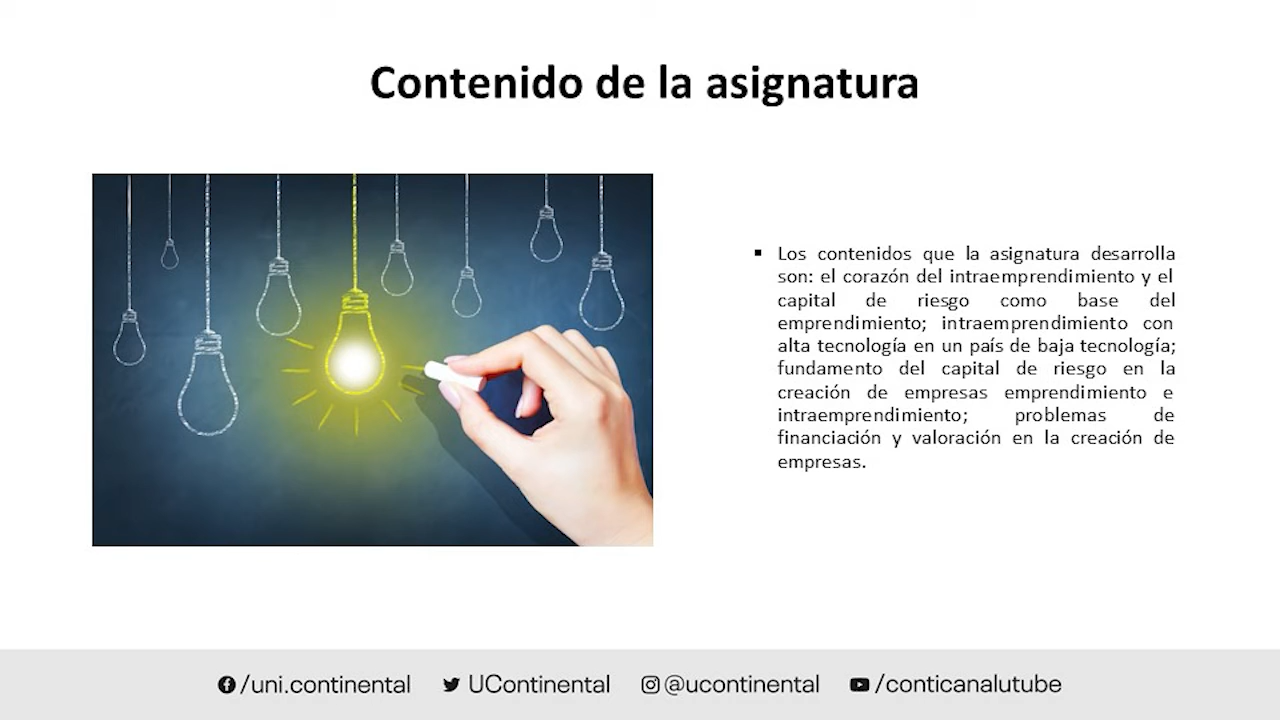 Contenido de la asignatura
▪ Los contenidos que la asignatura desarrolla
son: el corazón del intraemprendimiento y el
capital de riesgo como base del
emprendimiento; intraemprendimiento con
alta tecnología en un país de baja tecnología;
fundamento del capital de riesgo en la
creación de empresas emprendimiento e
intraemprendimiento; problemas de
financiación y valoración en la creación de
empresas.
/uni.continental UContinental @ucontinental /conticanalutube